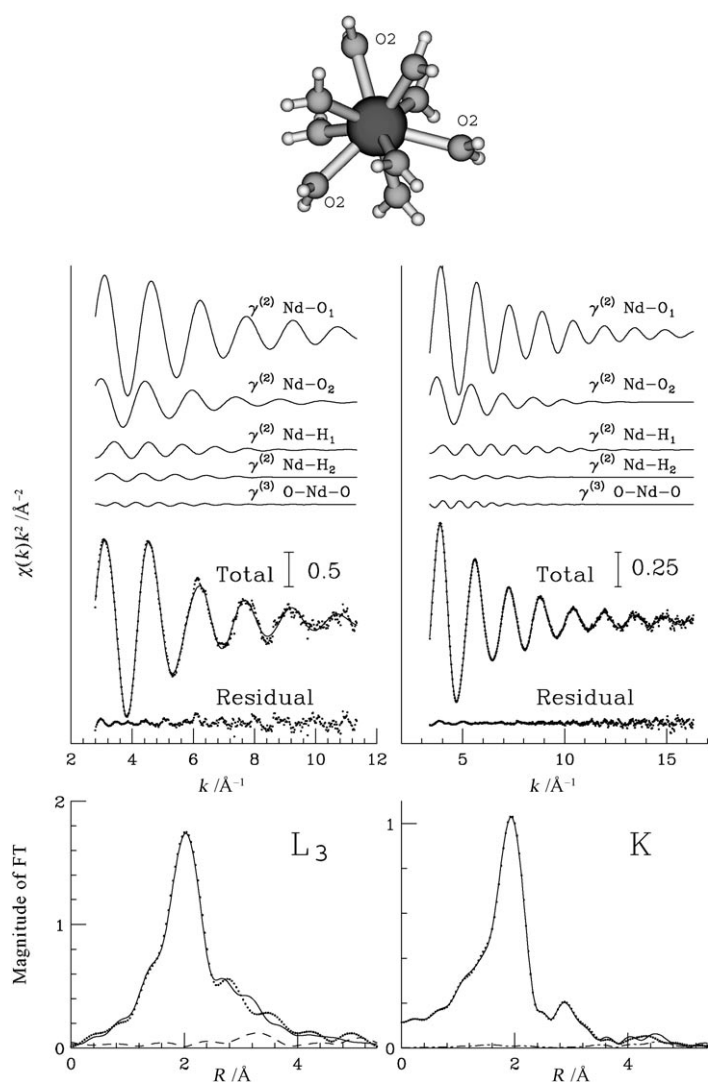 O2
O2
O2
γ(2) Nd−O1
γ(2) Nd−O2
γ(2) Nd−H1
γ(2) Nd−H2
γ(3) O−Nd−O
Total 0.5
Residual
2 4 6 8 10 12
k /Å−1
γ(2) Nd−O1
γ(2) Nd−O2
γ(2) Nd−H1
γ(2) Nd−H2
γ(3) O−Nd−O
Total 0.25
Residual
5 10 15
k /Å−1
χ(k)k2 /Å−2
L3
2
1
0
0 2 4
R /Å
K
1
0
0 2 4
R /Å
Magnitude of FT